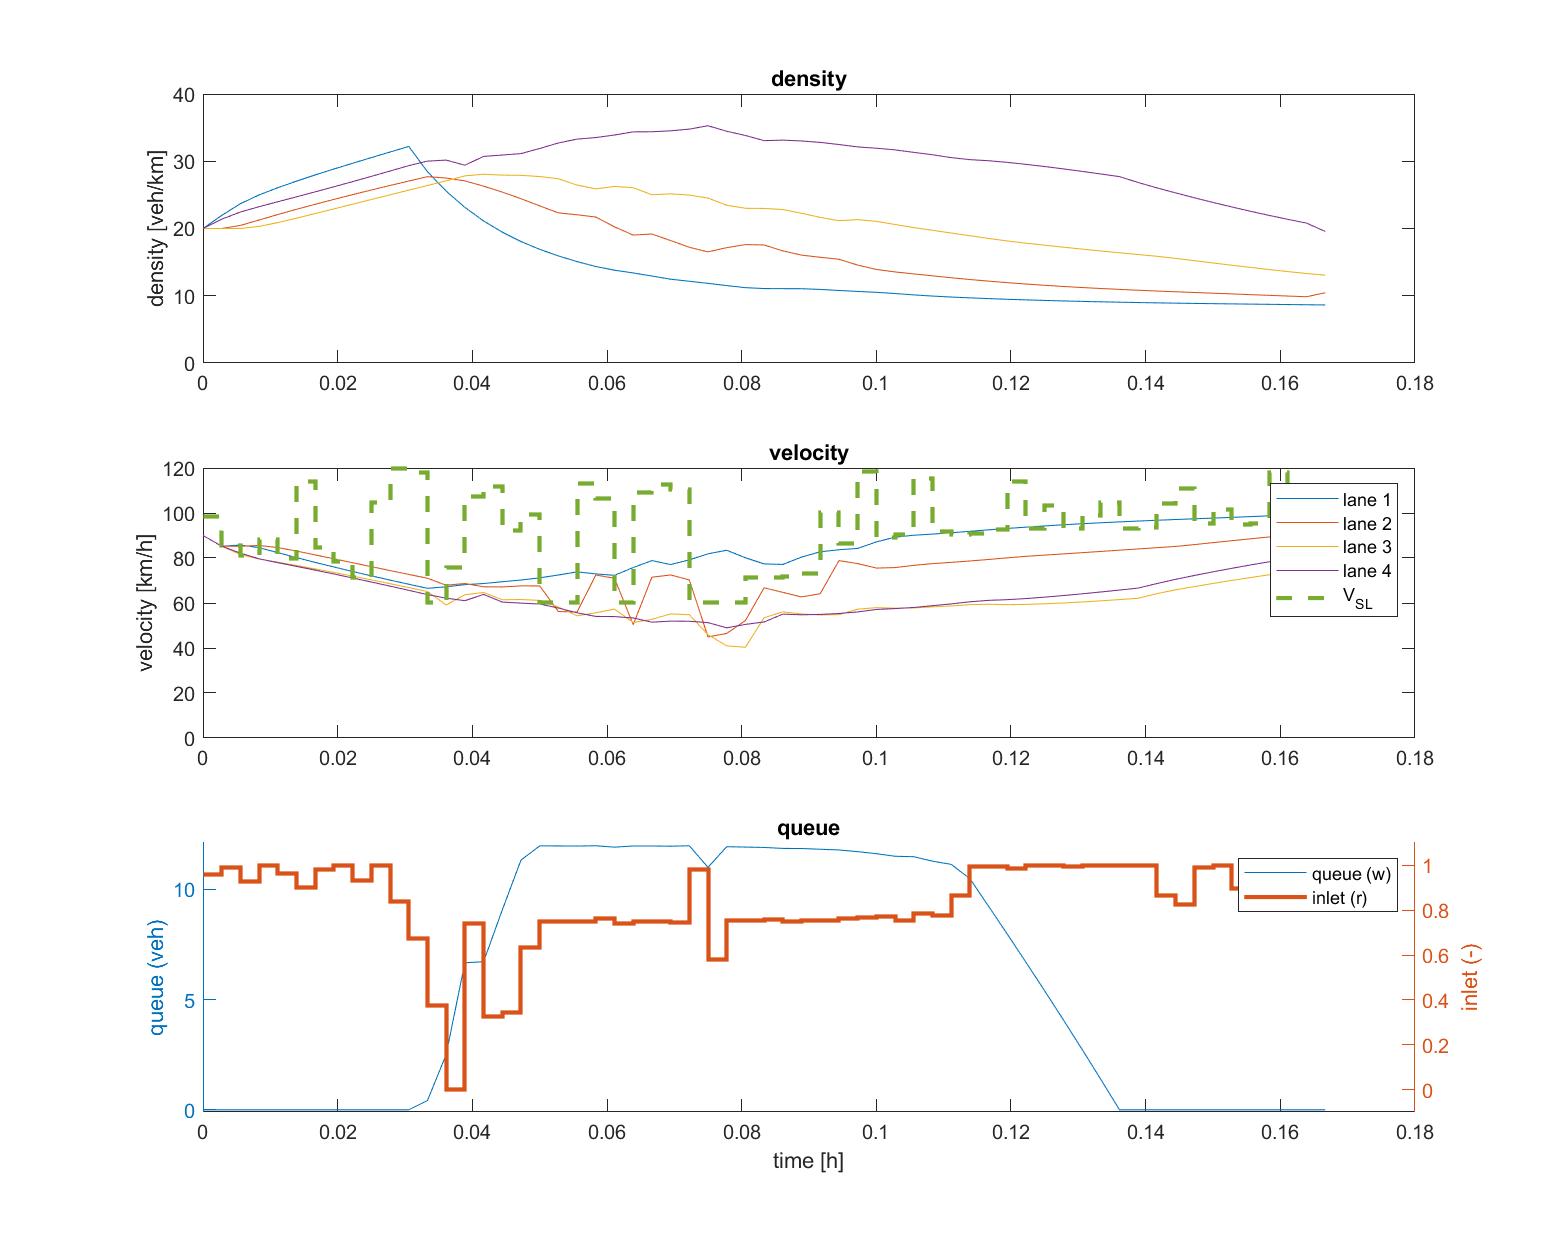 density
40
30
20
10
0
density [veh/km]
0 0.02 0.04 0.06 0.08 0.1 0.12 0.14 0.16 0.18
velocity
120
100
80
60
40
20
0
velocity [km/h]
lane 1
lane 2
lane 3
lane 4
V_SL
0 0.02 0.04 0.06 0.08 0.1 0.12 0.14 0.16 0.18
queue
10
5
0
queue (veh)
queue (w)
inlet (r)
1
0.8
0.6
0.4
0.2
0
inlet (-)
0 0.02 0.04 0.06 0.08 0.1 0.12 0.14 0.16 0.18
time [h]